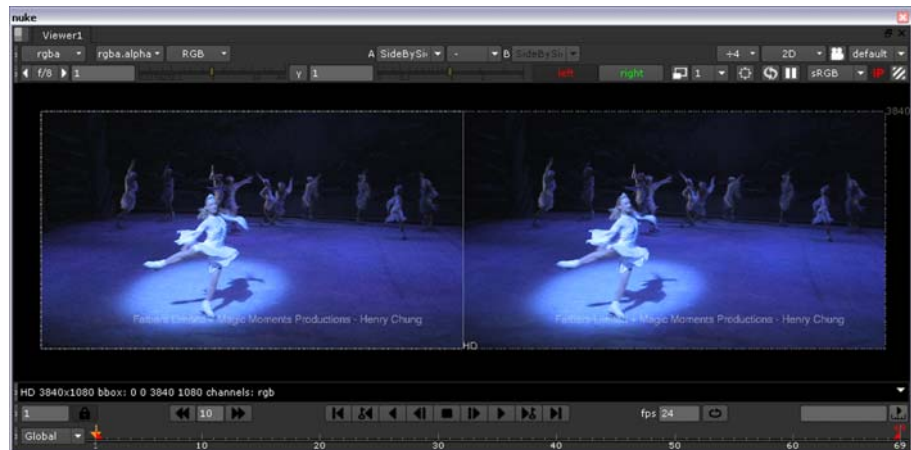 nuke
Viewer1
rgba rgba.alpha RGB A SideBySi - B SideBySi ÷4 2D default
f/8 1 y 1 left right 1 sRGB IP
3840
Magic Moments Productions - Henry Chung
Magic Moments Productions - Henry Chung
HD
HD 3840x1080 bbox: 0 0 3840 1080 channels: rgb
1 10 fps 24
Global 1 10 20 30 40 50 60 69